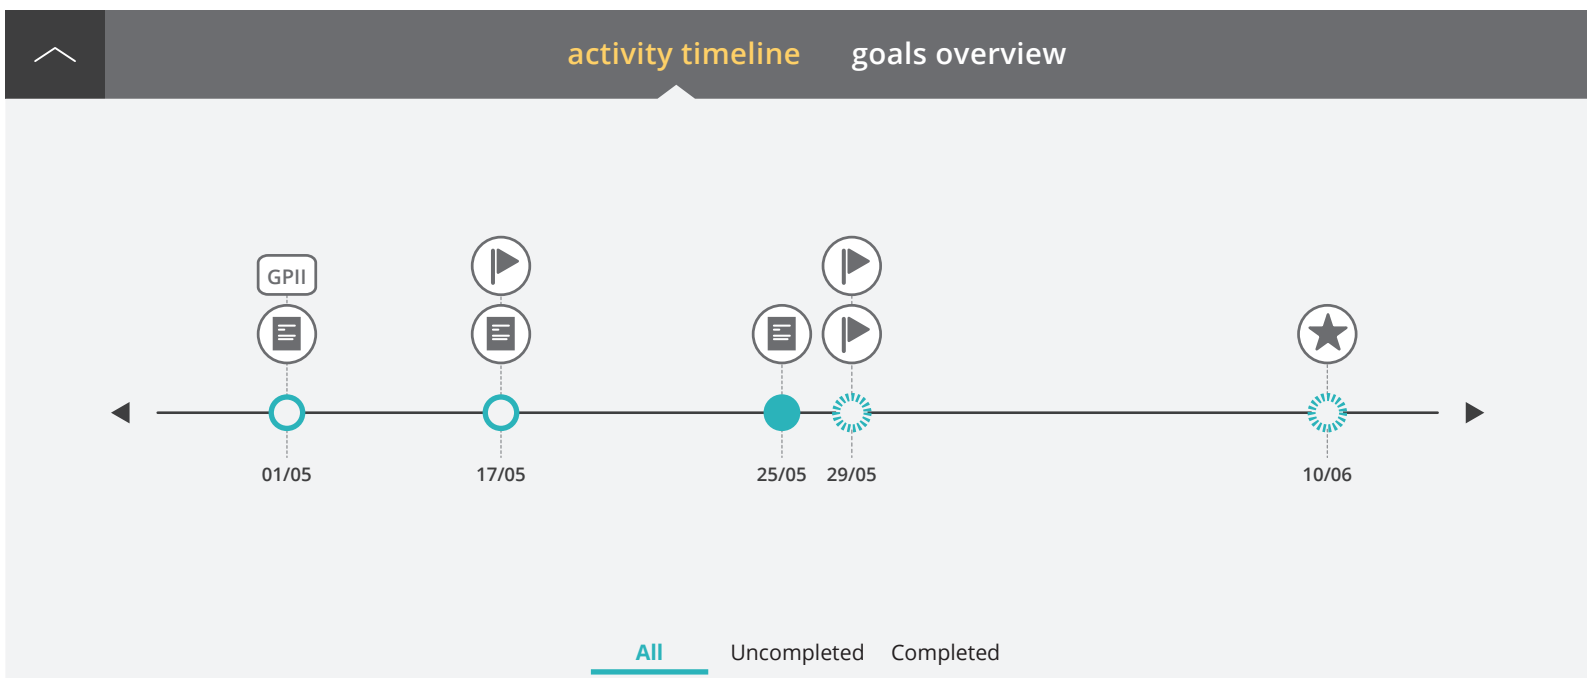 activity timeline goals overview
GPII
01/05 17/05 25/05 29/05 10/06
All Uncompleted Completed